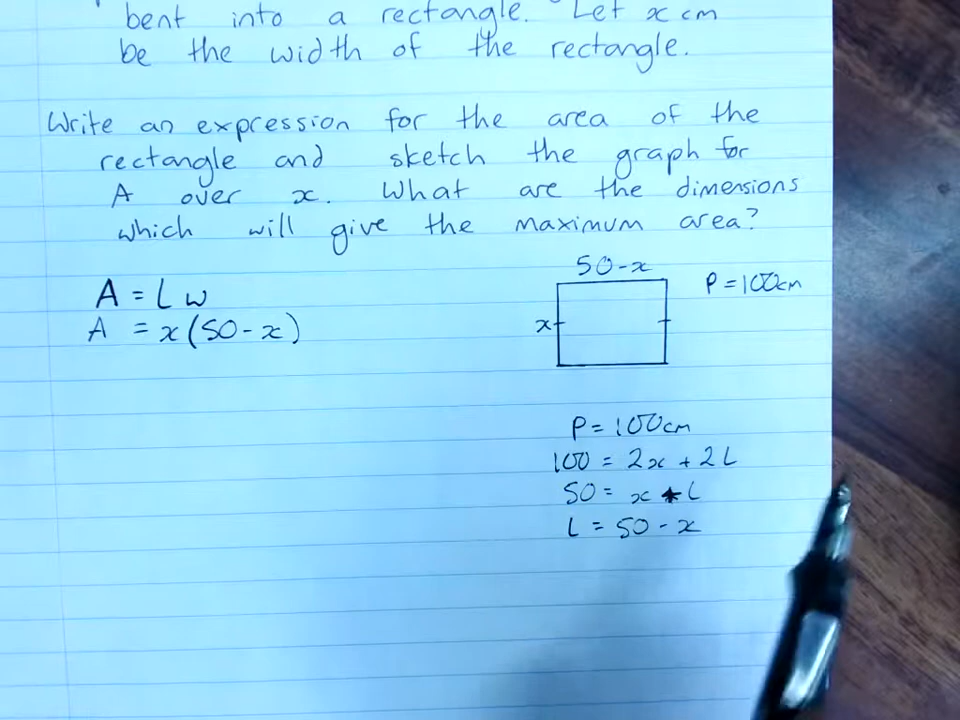 bent into a rectangle. Let x cm
be the width of the rectangle.
Write an expression for the area of the
rectangle and sketch the graph for
A over x. What are the dimensions
which will give the maximum area?
A = L w
A = x(50-x)
50-x
P = 100cm
x
P = 100cm
100 = 2x + 2L
50 = x + L
L = 50 - x